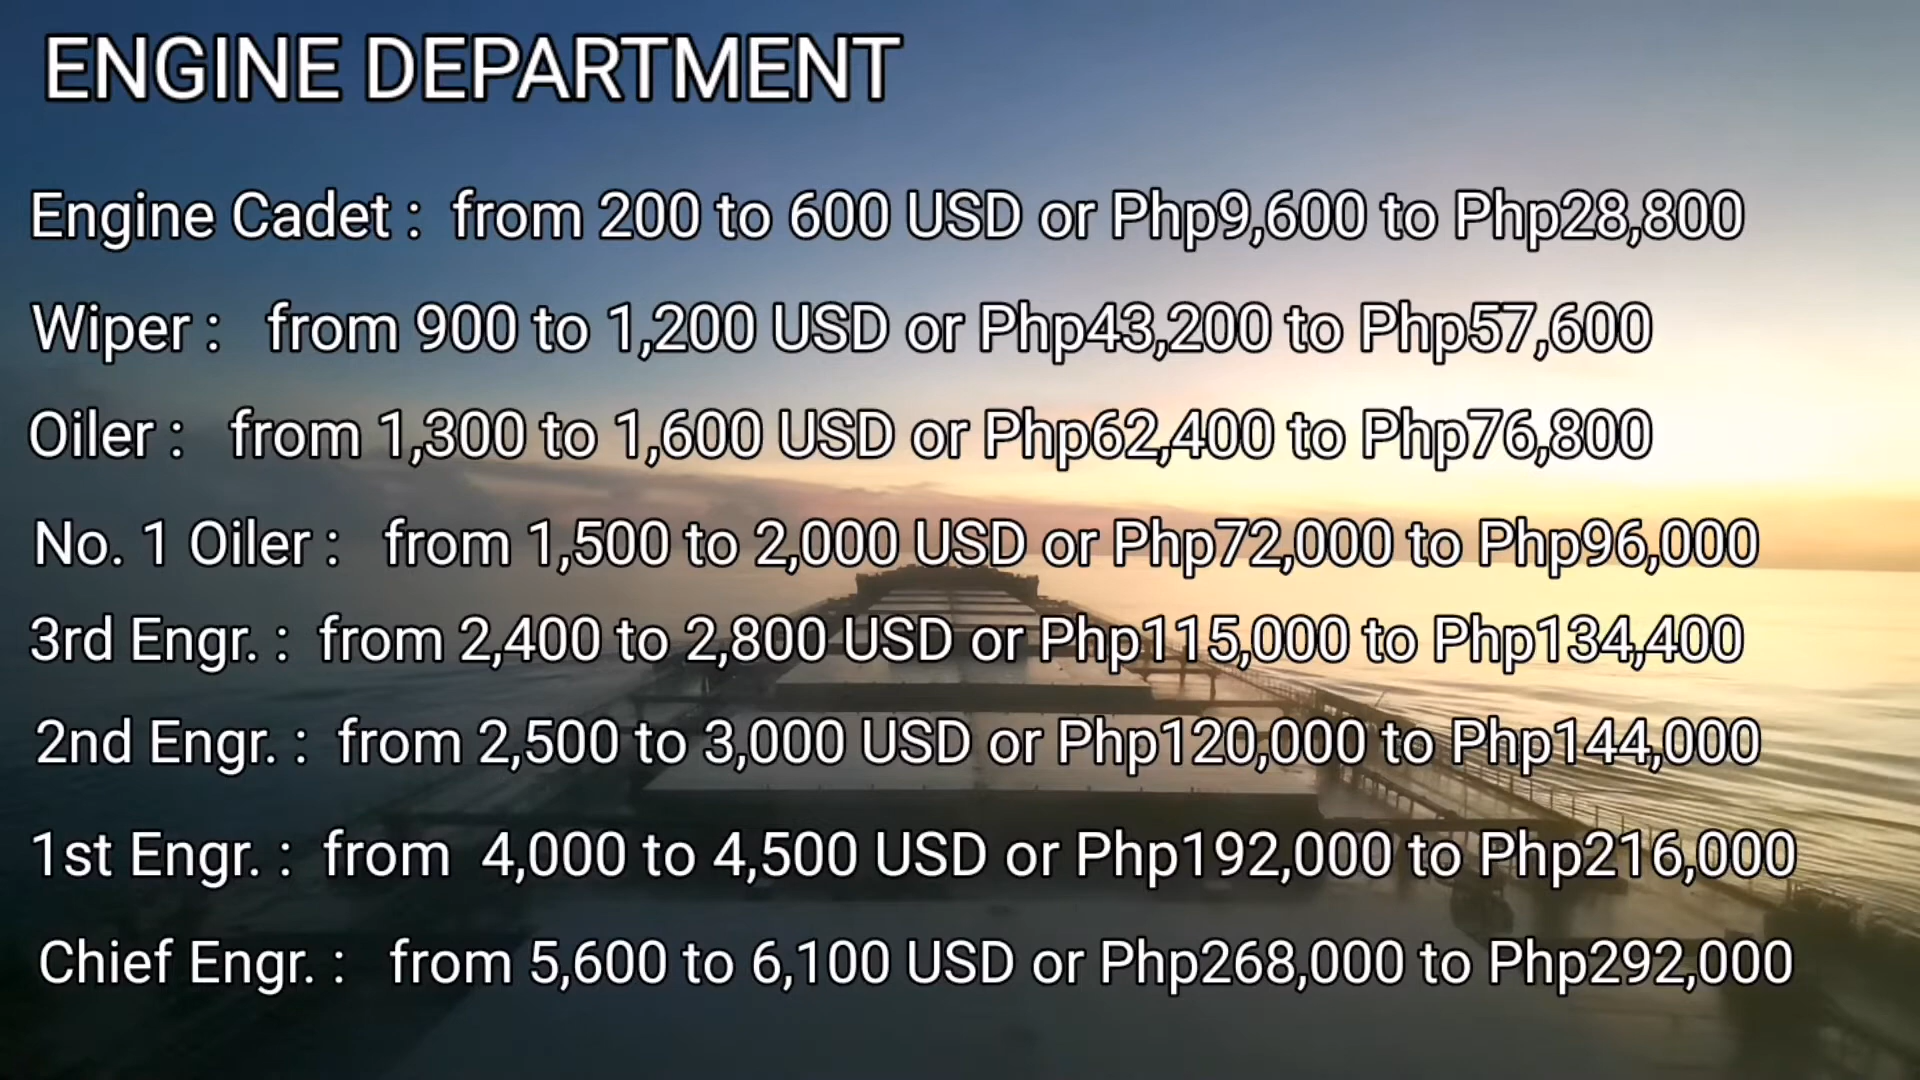 ENGINE DEPARTMENT
Engine Cadet : from 200 to 600 USD or Php9,600 to Php28,800
Wiper : from 900 to 1,200 USD or Php43,200 to Php57,600
Oiler : from 1,300 to 1,600 USD or Php62,400 to Php76,800
No. 1 Oiler : from 1,500 to 2,000 USD or Php72,000 to Php96,000
3rd Engr. : from 2,400 to 2,800 USD or Php115,000 to Php134,400
2nd Engr. : from 2,500 to 3,000 USD or Php120,000 to Php144,000
1st Engr. : from 4,000 to 4,500 USD or Php192,000 to Php216,000
Chief Engr. : from 5,600 to 6,100 USD or Php268,000 to Php292,000